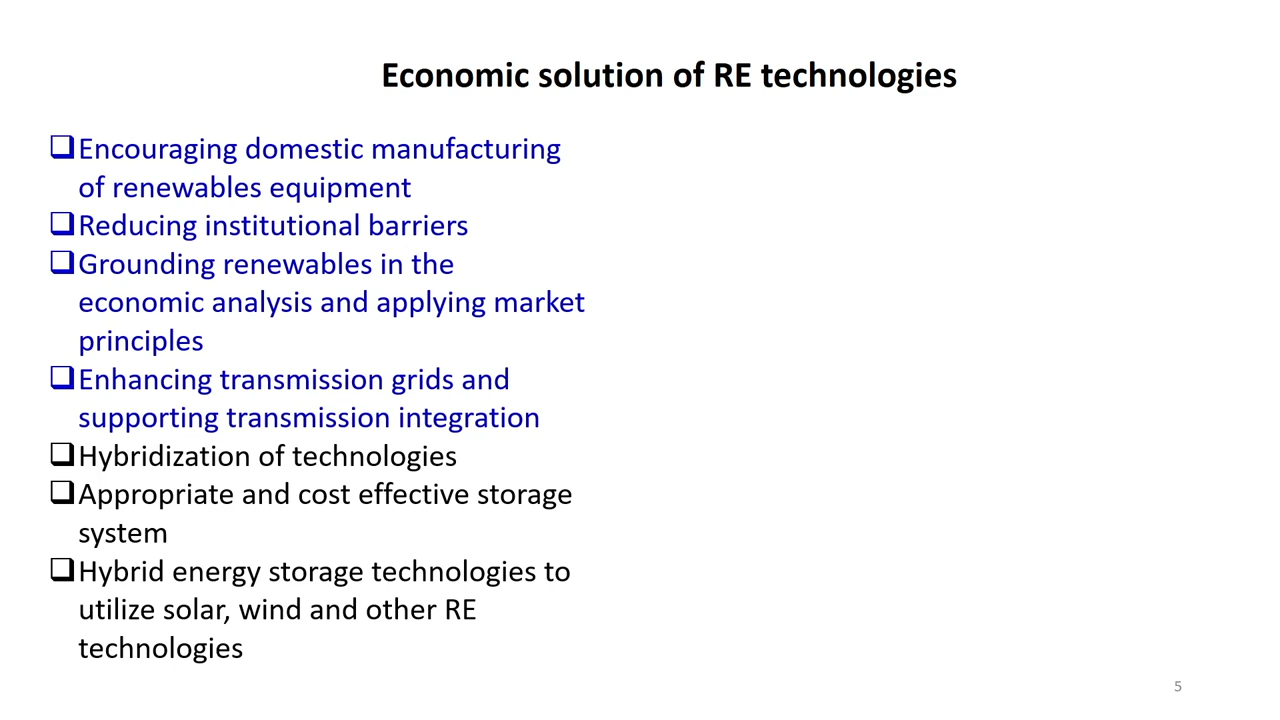 Economic solution of RE technologies
❑Encouraging domestic manufacturing
of renewables equipment
❑Reducing institutional barriers
❑Grounding renewables in the
economic analysis and applying market
principles
❑Enhancing transmission grids and
supporting transmission integration
❑Hybridization of technologies
❑Appropriate and cost effective storage
system
❑Hybrid energy storage technologies to
utilize solar, wind and other RE
technologies
5